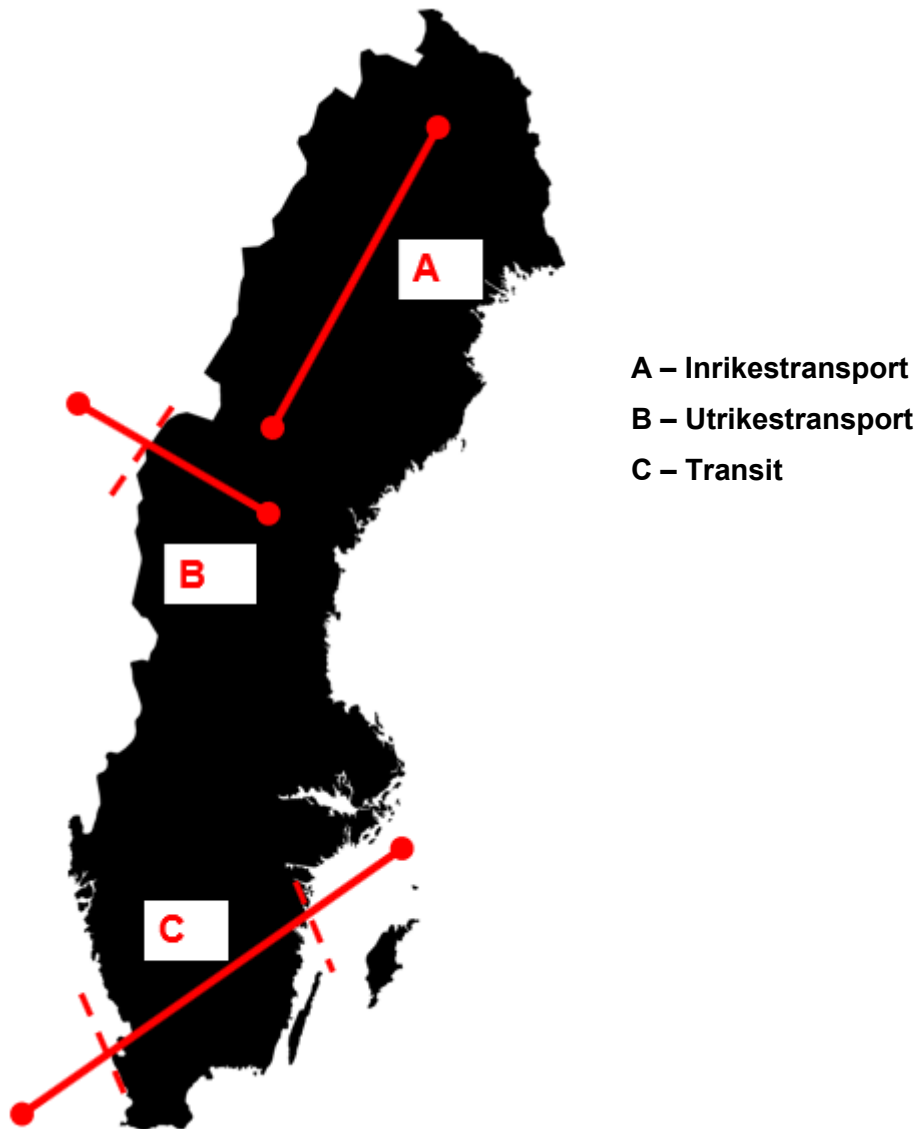 A
A – Inrikestransport
B – Utrikestransport
C – Transit
B
C